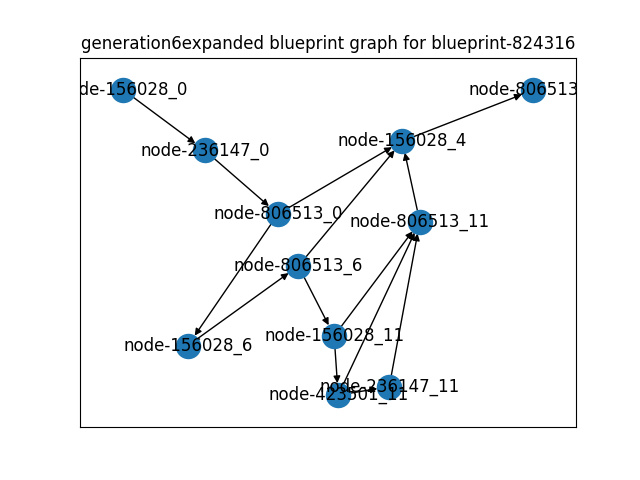 generation6expanded blueprint graph for blueprint-824316
de-156028_0
node-806513
node-156028_4
node-236147_0
node-806513_0
node-806513_11
node-806513_6
node-156028_11
node-156028_6
node-236147_11
node-423501_11